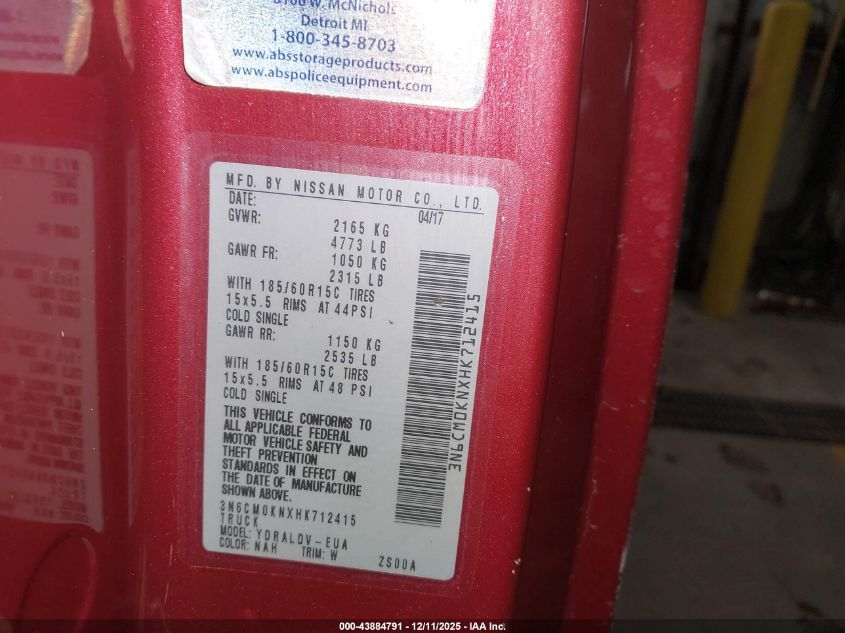 8100 W. McNichols
Detroit MI
1-800-345-8703
www.absstorageproducts.com
www.abspoliceequipment.com
MFD. BY NISSAN MOTOR CO., LTD.
DATE: 04/17
GVWR: 2165 KG
4773 LB
GAWR FR: 1050 KG
2315 LB
WITH 185/60R15C TIRES
15x5.5 RIMS AT 44PSI
COLD SINGLE
GAWR RR: 1150 KG
2535 LB
WITH 185/60R15C TIRES
15x5.5 RIMS AT 48 PSI
COLD SINGLE
THIS VEHICLE CONFORMS TO
ALL APPLICABLE FEDERAL
MOTOR VEHICLE SAFETY AND
THEFT PREVENTION
STANDARDS IN EFFECT ON
THE DATE OF MANUFACTURE
SHOWN ABOVE.
3N6CM0KNXHK712415
TRUCK
MODEL: YDRALDV-EUA
COLOR: NAH TRIM: W ZS00A
3N6CM0KNXHK712415
000-43884791 - 12/11/2025 - IAA Inc.